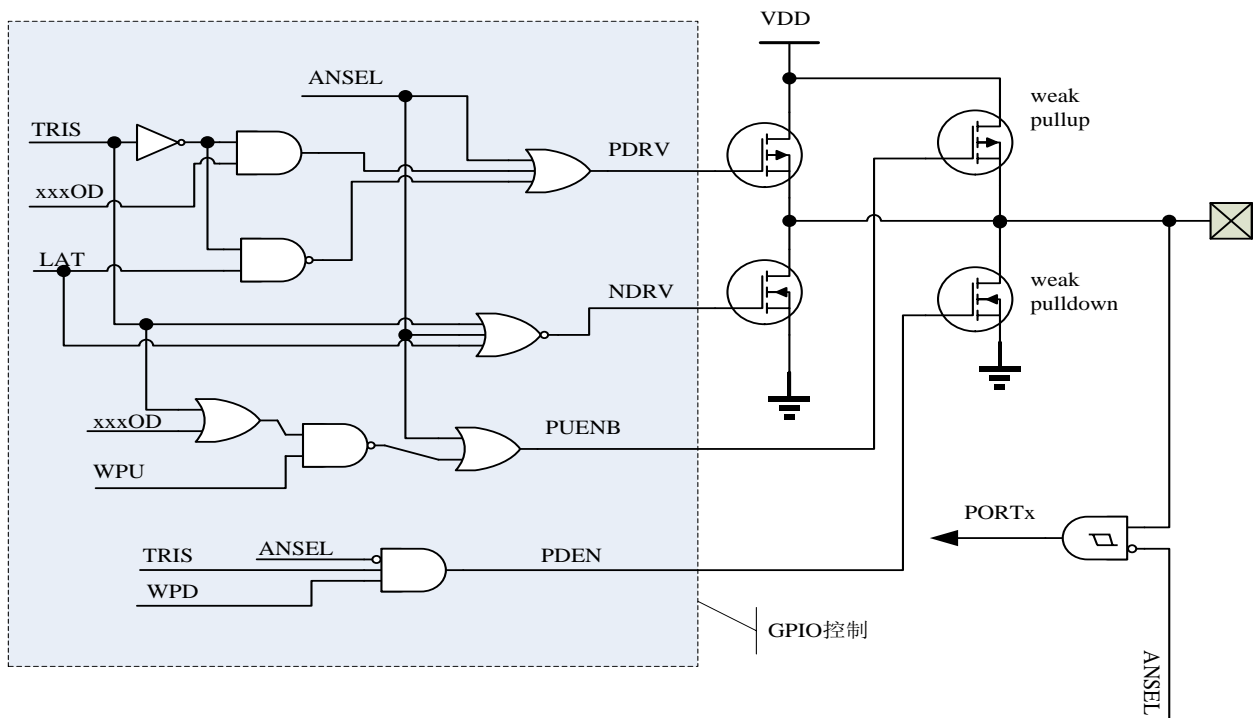 VDD
ANSEL
weak
pullup
TRIS
PDRV
xxxOD
LAT
NDRV
weak
pulldown
xxxOD
PUENB
WPU
PORTx
ANSEL
TRIS
PDEN
WPD
GPIO控制
ANSEL